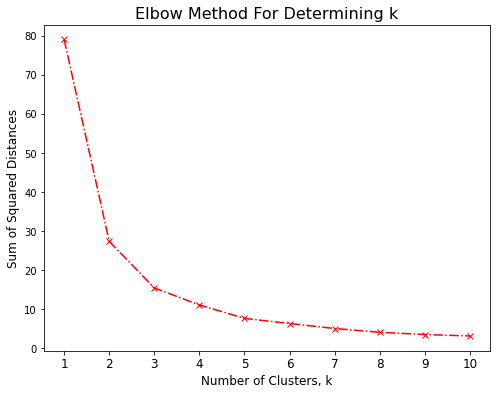 Elbow Method For Determining k
Sum of Squared Distances
80
70
60
50
40
30
20
10
0
1 2 3 4 5 6 7 8 9 10
Number of Clusters, k